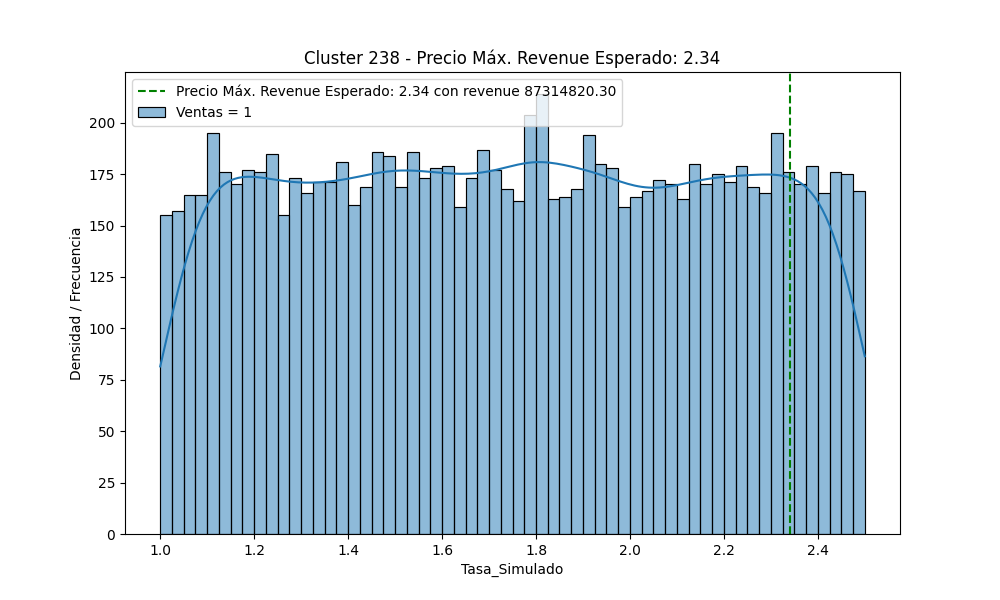 Cluster 238 - Precio Máx. Revenue Esperado: 2.34
Precio Máx. Revenue Esperado: 2.34 con revenue 87314820.30
Ventas = 1
200
175
150
125
100
75
50
25
0
Densidad / Frecuencia
1.0 1.2 1.4 1.6 1.8 2.0 2.2 2.4
Tasa_Simulado